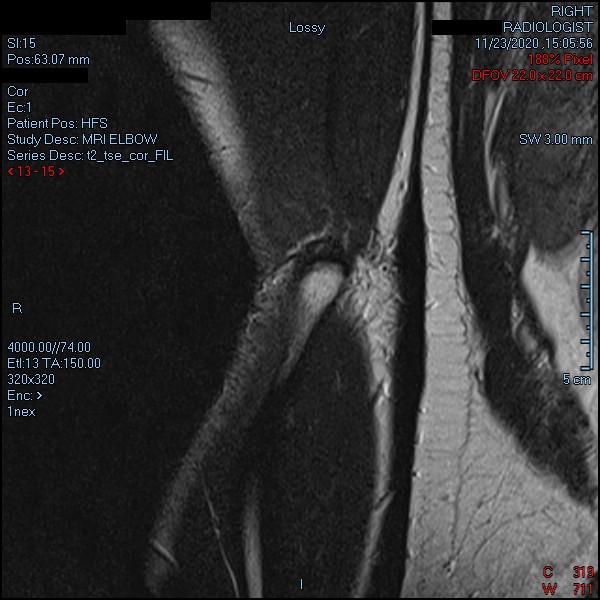 RIGHT
Lossy
RADIOLOGIST
SI:15
11/23/2020 ,15:05:56
Pos:63.07 mm
188% Pixel
DFOV 22.0 x 22.0 cm
Cor
Ec:1
Patient Pos: HFS
Study Desc: MRI ELBOW
SW 3.00 mm
Series Desc: t2_tse_cor_FIL
< 13 - 15 >
R
4000.00//74.00
Etl:13 TA:150.00
320x320
5 cm
Enc: >
1nex
I
C 319
W 711